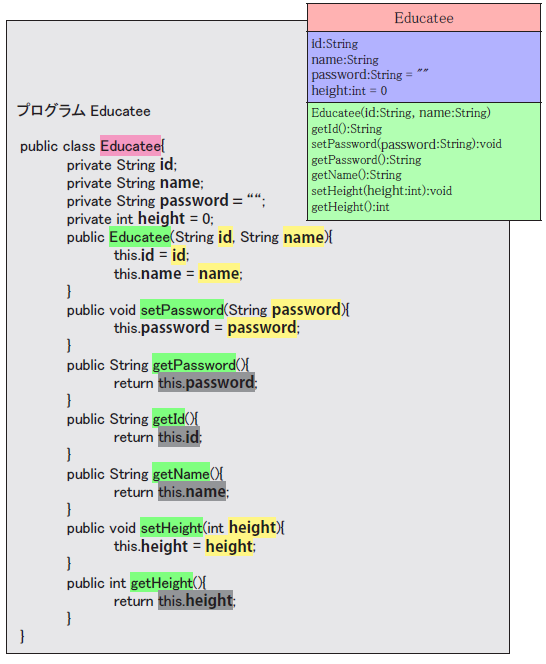 Educatee
id:String
name:String
password:String = ""
height:int = 0
Educatee(id:String, name:String)
getId():String
setPassword(password:String):void
getPassword():String
getName():String
setHeight(height:int):void
getHeight():int
プログラム Educatee
public class Educatee{
private String id;
private String name;
private String password = "“;
private int height = 0;
public Educatee(String id, String name){
this.id = id;
this.name = name;
}
public void setPassword(String password){
this.password = password;
}
public String getPassword(){
return this.password;
}
public String getId(){
return this.id;
}
public String getName(){
return this.name;
}
public void setHeight(int height){
this.height = height;
}
public int getHeight(){
return this.height;
}
}